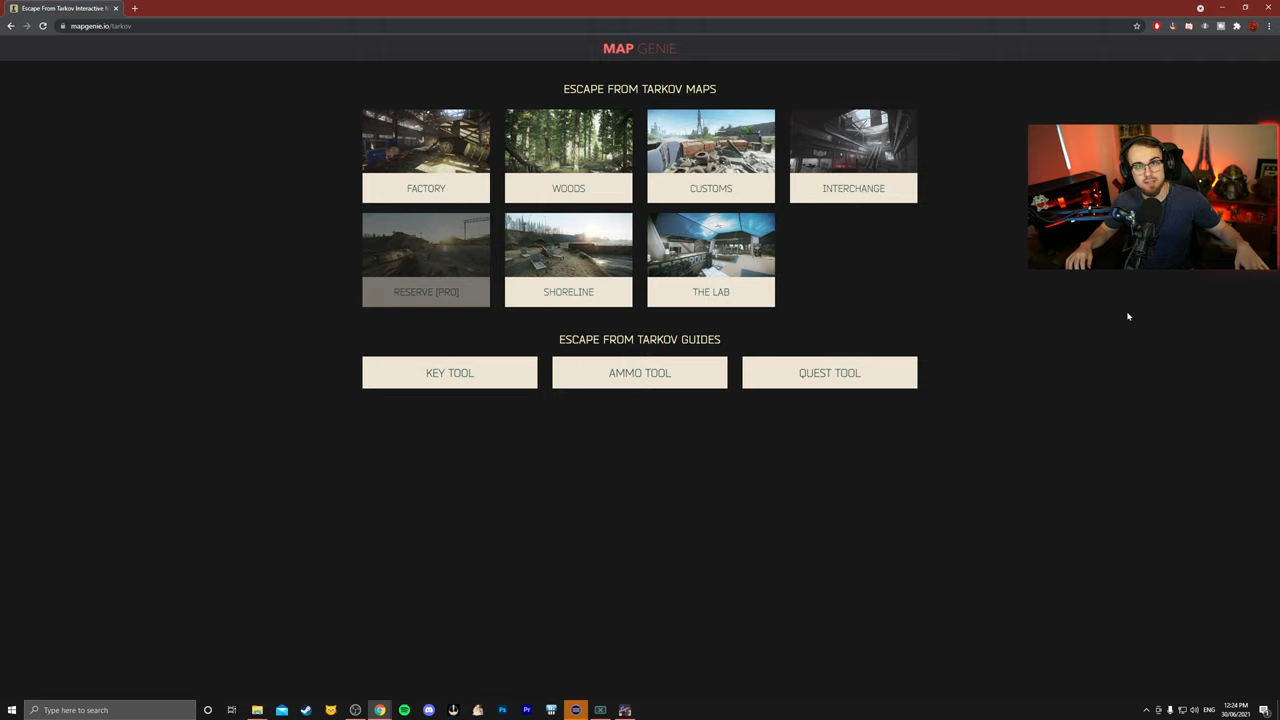 Escape From Tarkov Interactive M
mapgenie.io/tarkov
MAP GENIE
ESCAPE FROM TARKOV MAPS
FACTORY
WOODS
CUSTOMS
INTERCHANGE
RESERVE [PRO]
SHORELINE
THE LAB
ESCAPE FROM TARKOV GUIDES
KEY TOOL
AMMO TOOL
QUEST TOOL
Type here to search
ENG
12:24 PM
30/06/2021